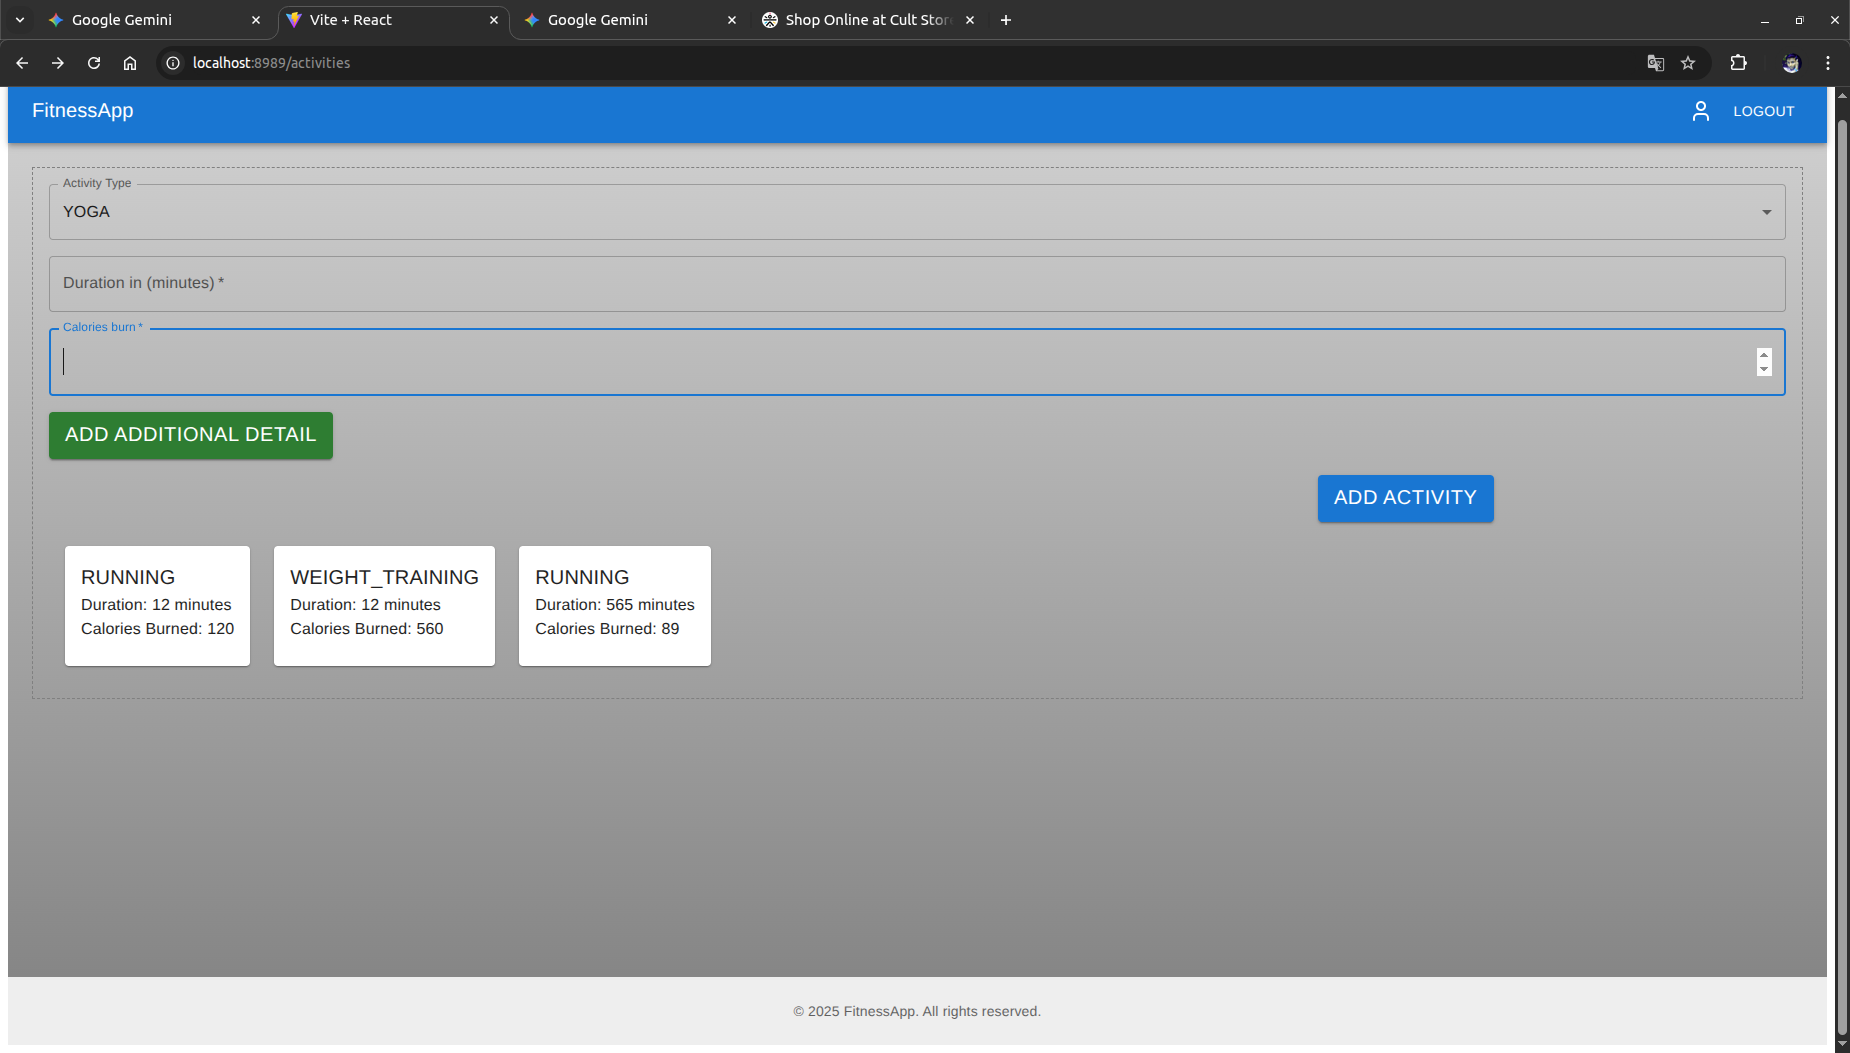 Google Gemini
Vite + React
Google Gemini
Shop Online at Cult Stor
localhost:8989/activities
FitnessApp
LOGOUT
Activity Type
YOGA
Duration in (minutes) *
Calories burn *
ADD ADDITIONAL DETAIL
ADD ACTIVITY
RUNNING
Duration: 12 minutes
Calories Burned: 120
WEIGHT_TRAINING
Duration: 12 minutes
Calories Burned: 560
RUNNING
Duration: 565 minutes
Calories Burned: 89
© 2025 FitnessApp. All rights reserved.